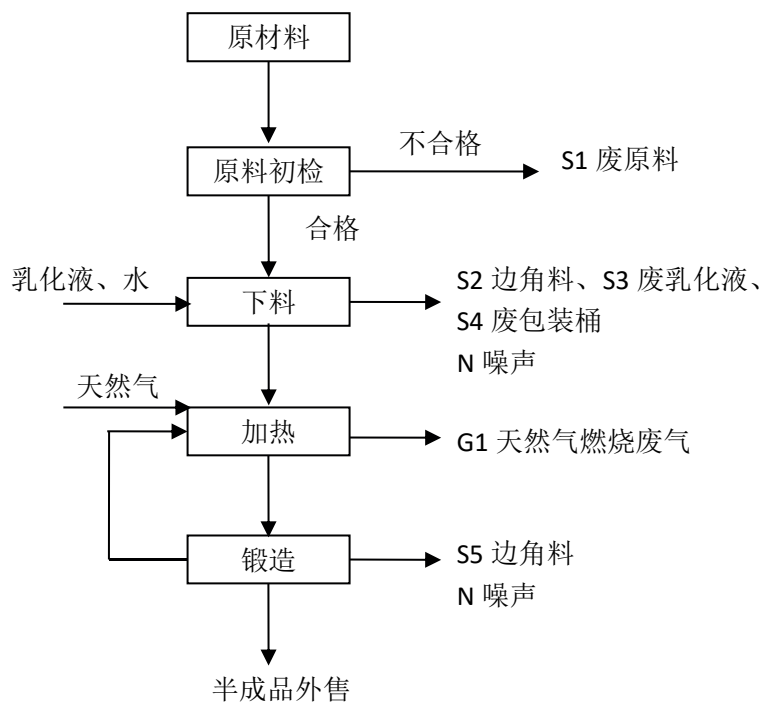 原材料
原料初检
不合格
S1 废原料
合格
乳化液、水
下料
S2 边角料、S3 废乳化液、
S4 废包装桶
N 噪声
天然气
加热
G1 天然气燃烧废气
锻造
S5 边角料
N 噪声
半成品外售